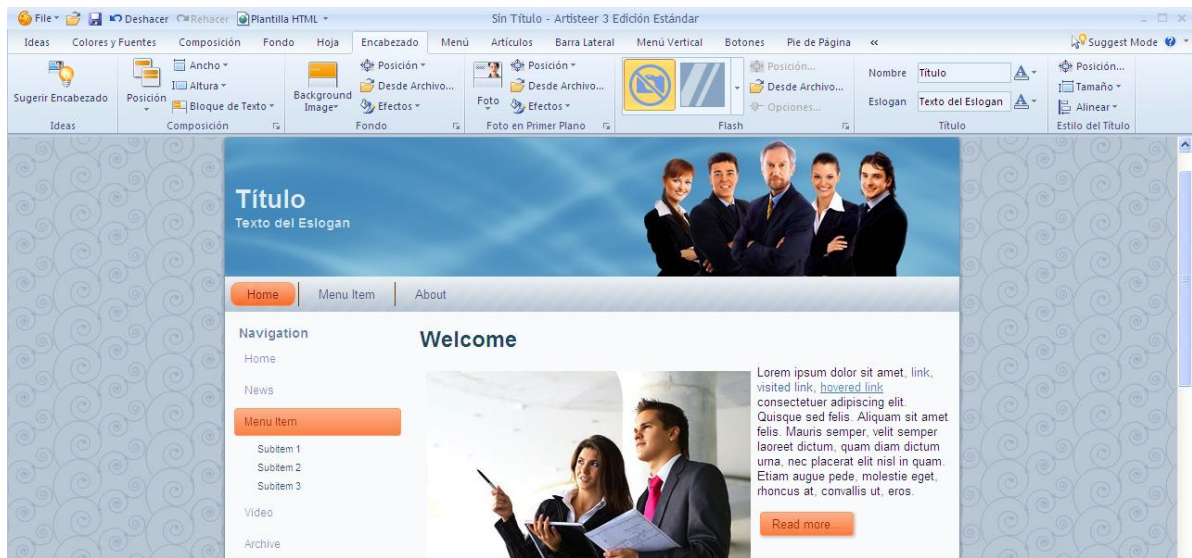 File Deshacer Rehacer Plantilla HTML Sin Título - Artisteer 3 Edición Estándar
Ideas Colores y Fuentes Composición Fondo Hoja Encabezado Menú Artículos Barra Lateral Menú Vertical Botones Pie de Página « Suggest Mode
Sugerir Encabezado
Ideas
Posición
Ancho
Altura
Bloque de Texto
Composición
Background Image
Posición
Desde Archivo...
Efectos
Fondo
Foto
Posición
Desde Archivo...
Efectos
Foto en Primer Plano
Posición...
Desde Archivo...
Opciones...
Flash
Nombre Título
Eslogan Texto del Eslogan
Título
Posición...
Tamaño
Alinear
Estilo del Título
Título
Texto del Eslogan
Home Menu Item About
Navigation
Home
News
Menu Item
Subitem 1
Subitem 2
Subitem 3
Video
Archive
Welcome
Lorem ipsum dolor sit amet, link,
visited link, hovered link
consectetuer adipiscing elit.
Quisque sed felis. Aliquam sit amet
felis. Mauris semper, velit semper
laoreet dictum, quam diam dictum
urna, nec placerat elit nisl in quam.
Etiam augue pede, molestie eget,
rhoncus at, convallis ut, eros.
Read more...